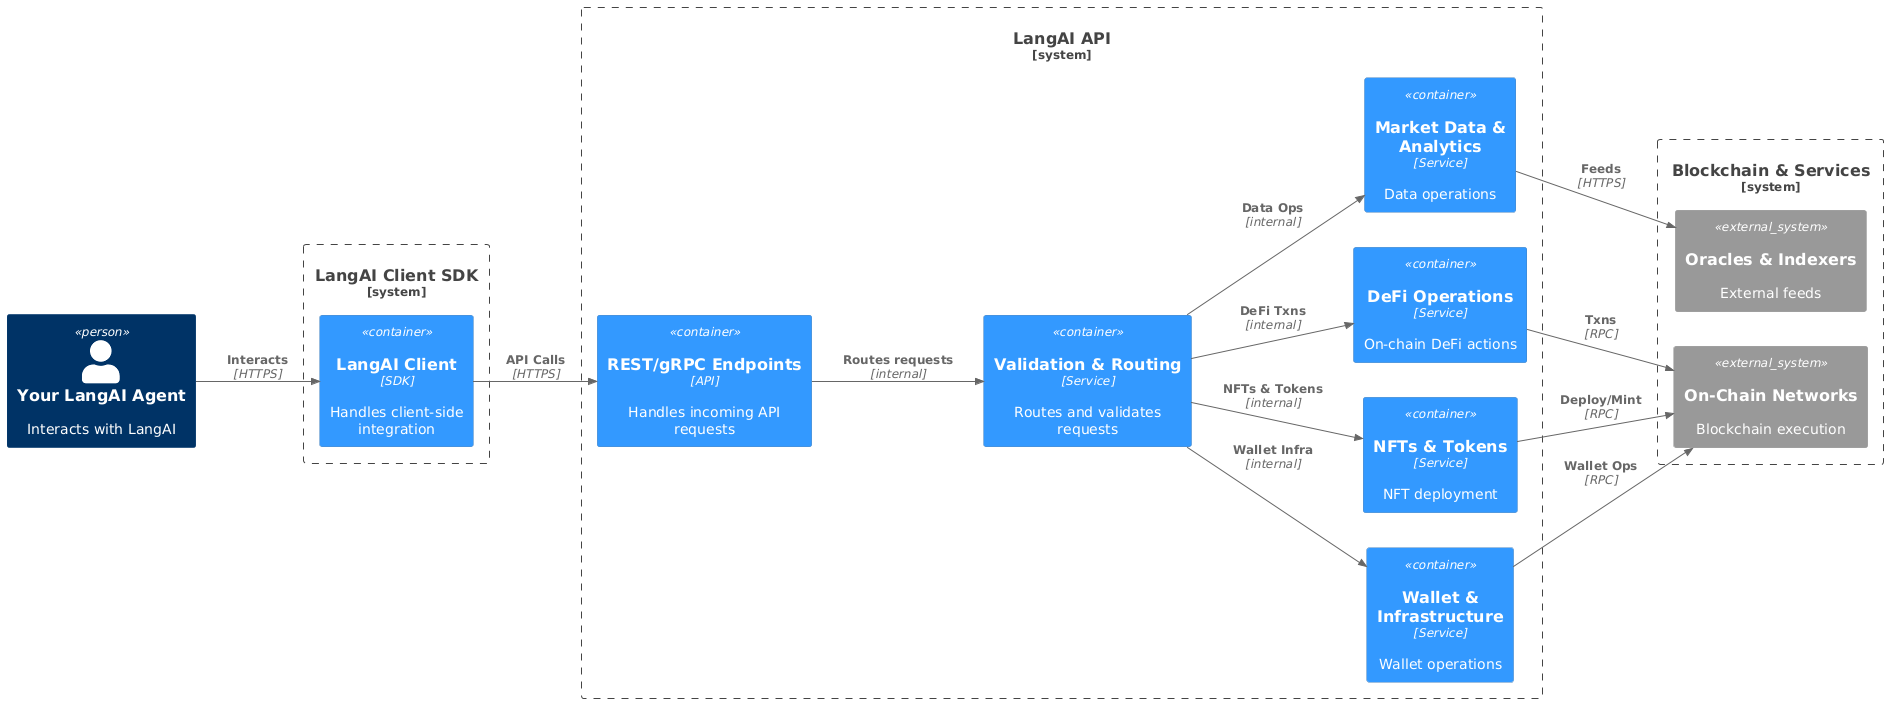 LangAI API
[system]
«container»
Market Data &
Analytics
[Service]
Data operations
Blockchain & Services
[system]
Feeds
[HTTPS]
«external_system»
Oracles & Indexers
External feeds
Data Ops
[internal]
LangAI Client SDK
[system]
«container»
DeFi Operations
[Service]
On-chain DeFi actions
DeFi Txns
[internal]
Txns
[RPC]
«person»
Your LangAI Agent
Interacts with LangAI
Interacts
[HTTPS]
«container»
LangAI Client
[SDK]
Handles client-side
integration
API Calls
[HTTPS]
«container»
REST/gRPC Endpoints
[API]
Handles incoming API
requests
Routes requests
[internal]
«container»
Validation & Routing
[Service]
Routes and validates
requests
«external_system»
On-Chain Networks
Blockchain execution
NFTs & Tokens
[internal]
«container»
NFTs & Tokens
[Service]
NFT deployment
Deploy/Mint
[RPC]
Wallet Infra
[internal]
Wallet Ops
[RPC]
«container»
Wallet &
Infrastructure
[Service]
Wallet operations